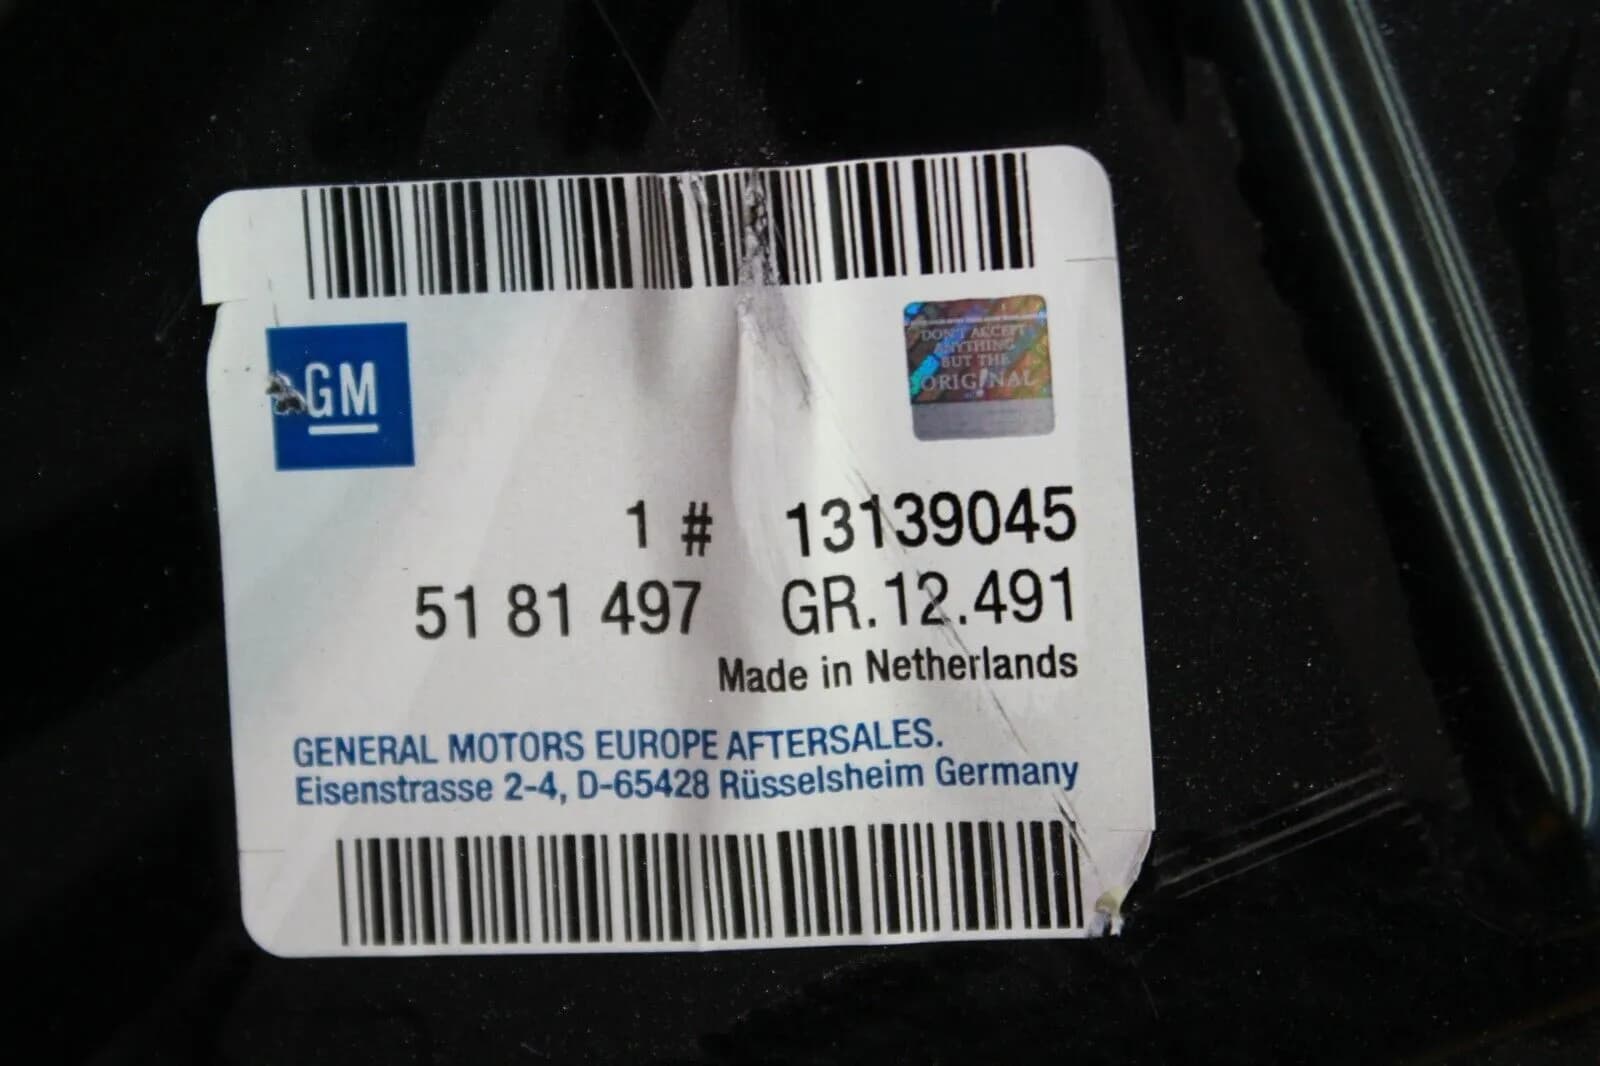 GM
DON'T ACCEPT
ANYTHING
BUT THE
ORIGINAL
1 # 13139045
51 81 497 GR.12.491
Made in Netherlands
GENERAL MOTORS EUROPE AFTERSALES.
Eisenstrasse 2-4, D-65428 Rüsselsheim Germany